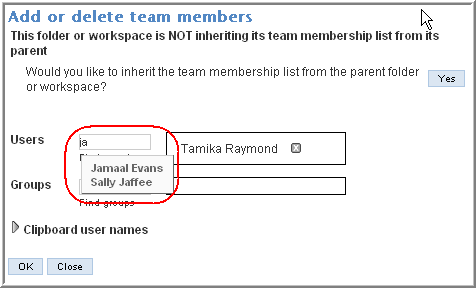 Add or delete team members
This folder or workspace is NOT inheriting its team membership list from its
parent
Would you like to inherit the team membership list from the parent folder
or workspace?
Yes
Users
ja
Tamika Raymond
Jamaal Evans
Sally Jaffee
Groups
Find groups
Clipboard user names
OK
Close